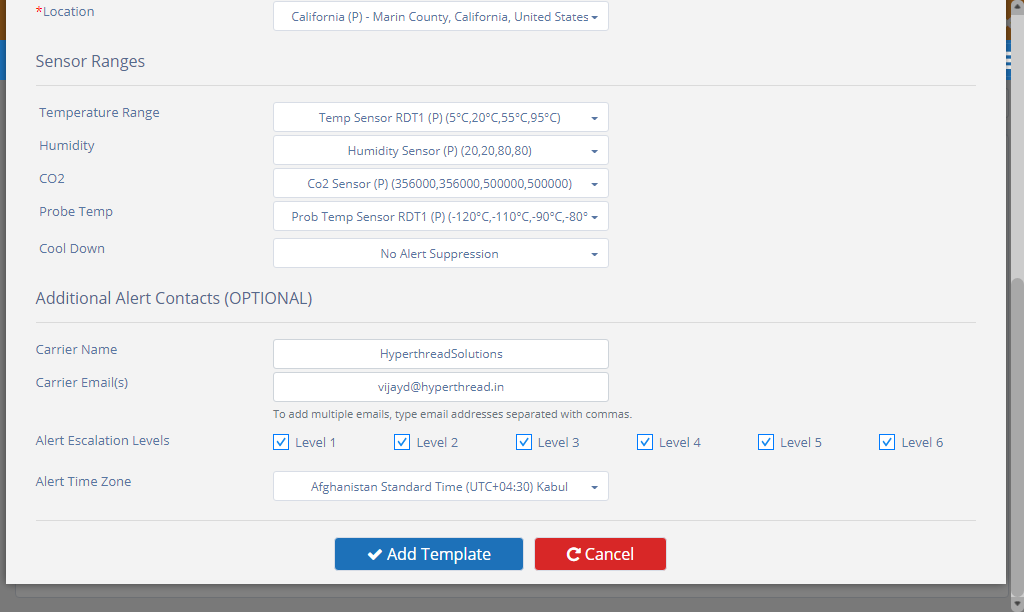 *Location
California (P) - Marin County, California, United States
Sensor Ranges
Temperature Range
Temp Sensor RDT1 (P) (5°C,20°C,55°C,95°C)
Humidity
Humidity Sensor (P) (20,20,80,80)
CO2
Co2 Sensor (P) (356000,356000,500000,500000)
Probe Temp
Prob Temp Sensor RDT1 (P) (-120°C,-110°C,-90°C,-80°
Cool Down
No Alert Suppression
Additional Alert Contacts (OPTIONAL)
Carrier Name
HyperthreadSolutions
Carrier Email(s)
vijayd@hyperthread.in
To add multiple emails, type email addresses separated with commas.
Alert Escalation Levels
Level 1 Level 2 Level 3 Level 4 Level 5 Level 6
Alert Time Zone
Afghanistan Standard Time (UTC+04:30) Kabul
Add Template Cancel